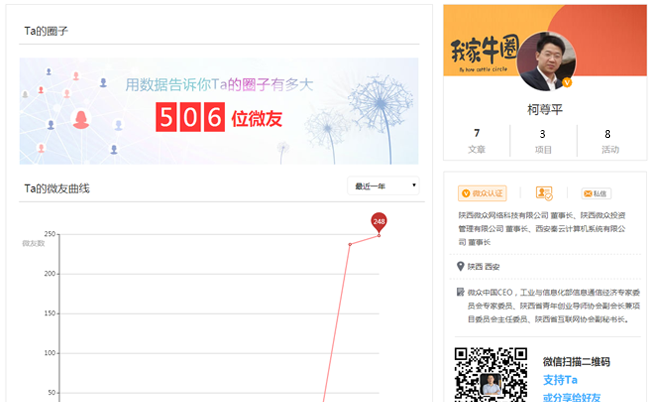 Ta的圈子
用数据告诉你Ta的圈子有多大
506 位微友
Ta的微友曲线
最近一年
微友数
250
200
150
100
50
248
我家牛圈
柯尊平
7 3 8
文章 项目 活动
微众认证 私信
陕西微众网络科技有限公司 董事长、陕西微众投资
管理有限公司 董事长、西安秦云计算机系统有限公
司 董事长
陕西 西安
微众中国CEO，工业与信息化部信息通信经济专家委
员会专家委员、陕西省青年创业导师协会副会长兼项
目委员会主任委员、陕西省互联网协会副秘书长。
微信扫描二维码
支持Ta
或分享给好友